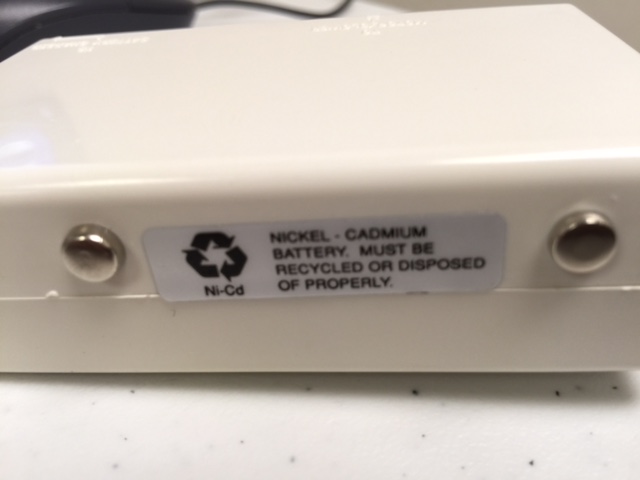 NICKEL - CADMIUM
BATTERY. MUST BE
RECYCLED OR DISPOSED
OF PROPERLY.
Ni-Cd